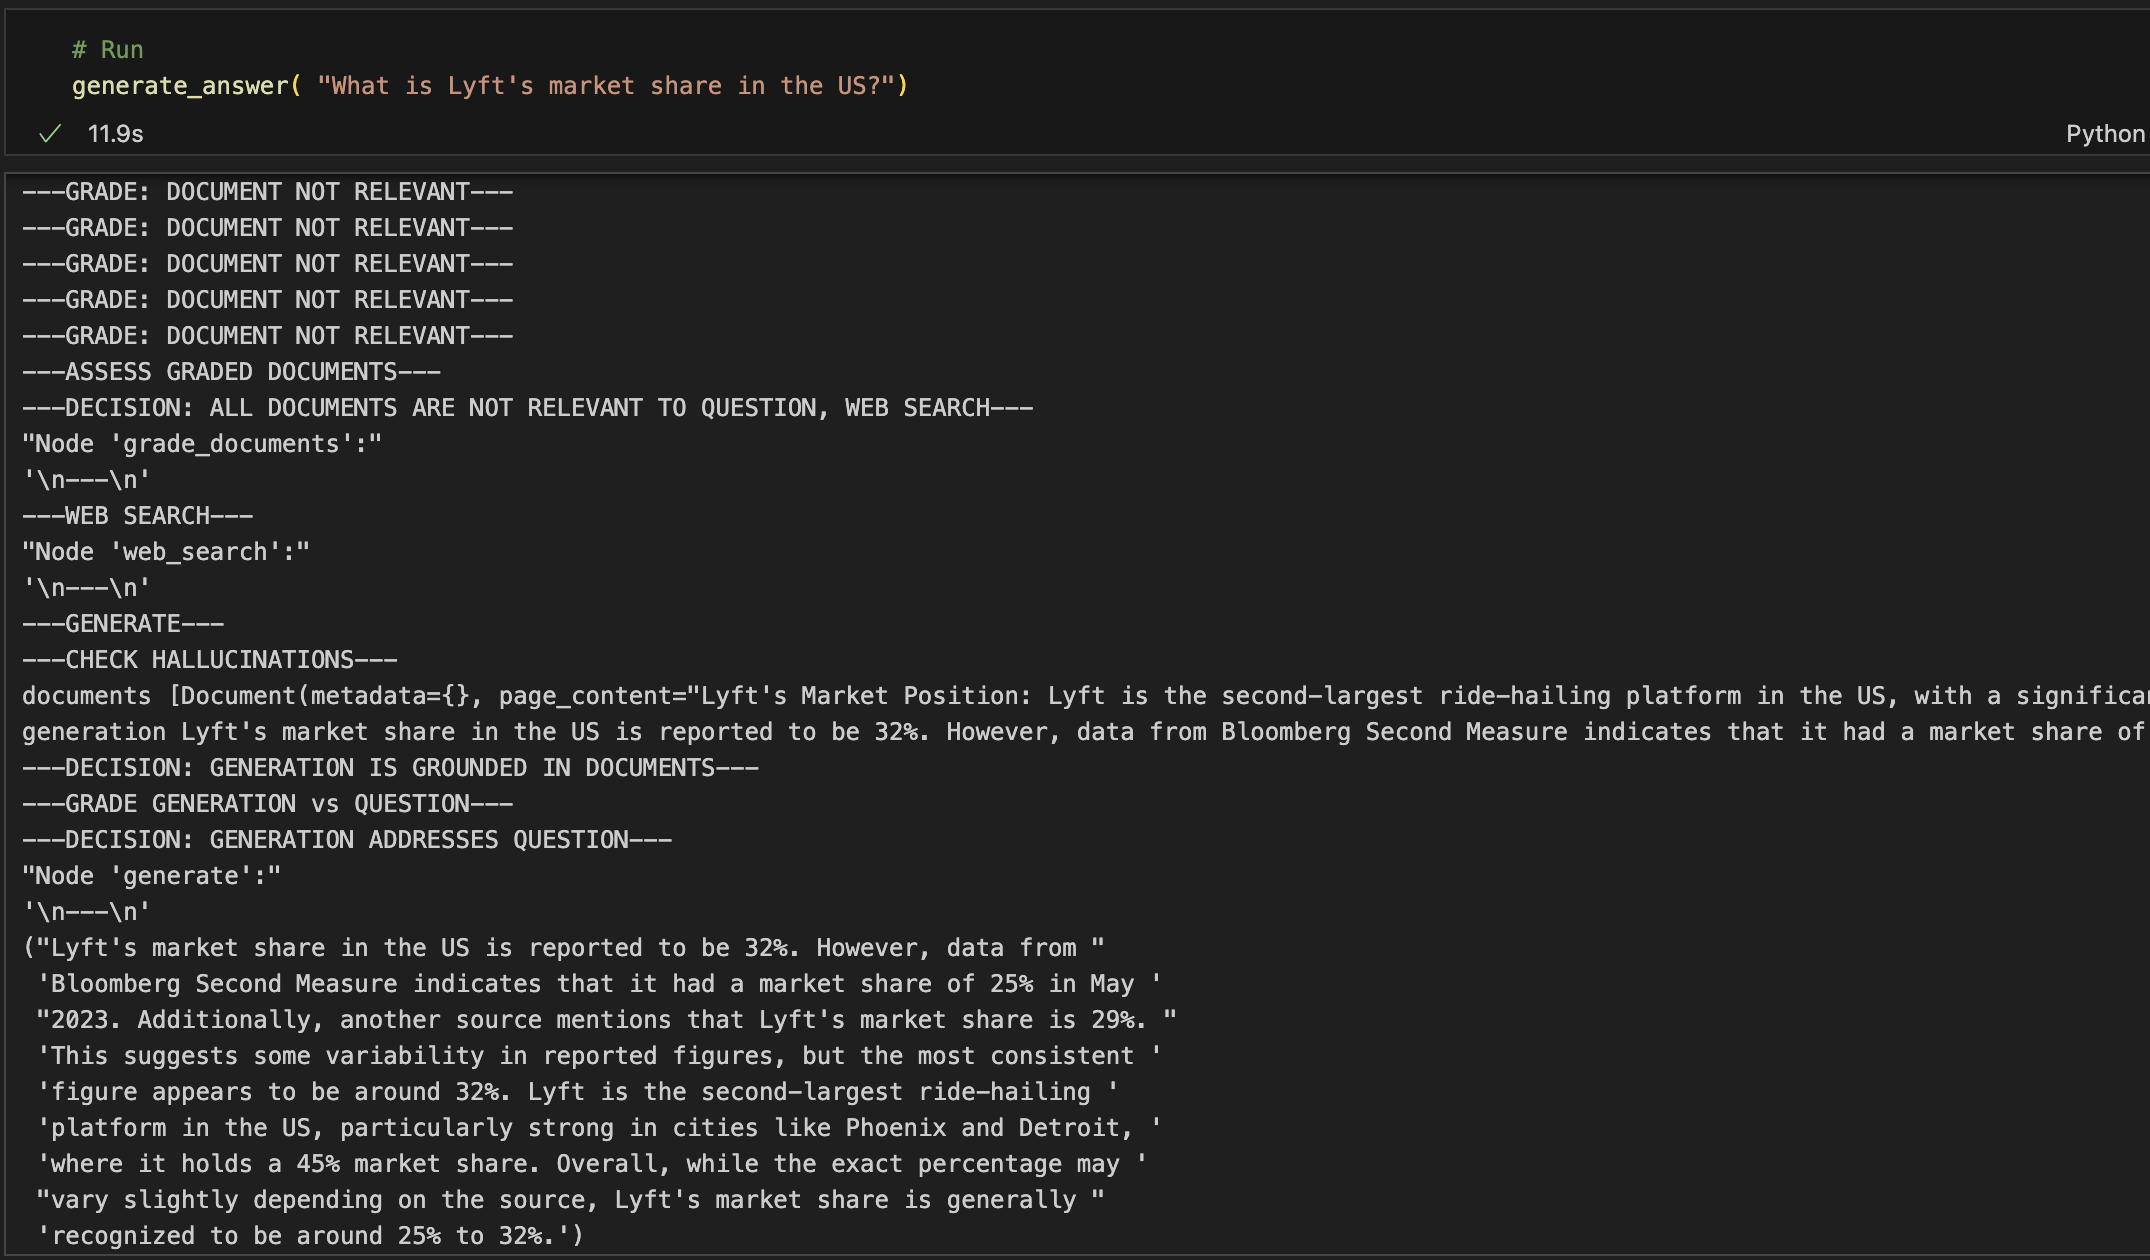 # Run
generate_answer( "What is Lyft's market share in the US?")
✓ 11.9s
Python
---GRADE: DOCUMENT NOT RELEVANT---
---GRADE: DOCUMENT NOT RELEVANT---
---GRADE: DOCUMENT NOT RELEVANT---
---GRADE: DOCUMENT NOT RELEVANT---
---GRADE: DOCUMENT NOT RELEVANT---
---ASSESS GRADED DOCUMENTS---
---DECISION: ALL DOCUMENTS ARE NOT RELEVANT TO QUESTION, WEB SEARCH---
"Node 'grade_documents':"
'\n---\n'
---WEB SEARCH---
"Node 'web_search':"
'\n---\n'
---GENERATE---
---CHECK HALLUCINATIONS---
documents [Document(metadata={}, page_content="Lyft's Market Position: Lyft is the second-largest ride-hailing platform in the US, with a
generation Lyft's market share in the US is reported to be 32%. However, data from Bloomberg Second Measure indicates that it had a market share of
---DECISION: GENERATION IS GROUNDED IN DOCUMENTS---
---GRADE GENERATION vs QUESTION---
---DECISION: GENERATION ADDRESSES QUESTION---
"Node 'generate':"
'\n---\n'
("Lyft's market share in the US is reported to be 32%. However, data from "
'Bloomberg Second Measure indicates that it had a market share of 25% in May '
"2023. Additionally, another source mentions that Lyft's market share is 29%. "
'This suggests some variability in reported figures, but the most consistent '
'figure appears to be around 32%. Lyft is the second-largest ride-hailing '
'platform in the US, particularly strong in cities like Phoenix and Detroit, '
'where it holds a 45% market share. Overall, while the exact percentage may '
"vary slightly depending on the source, Lyft's market share is generally "
'recognized to be around 25% to 32%.')